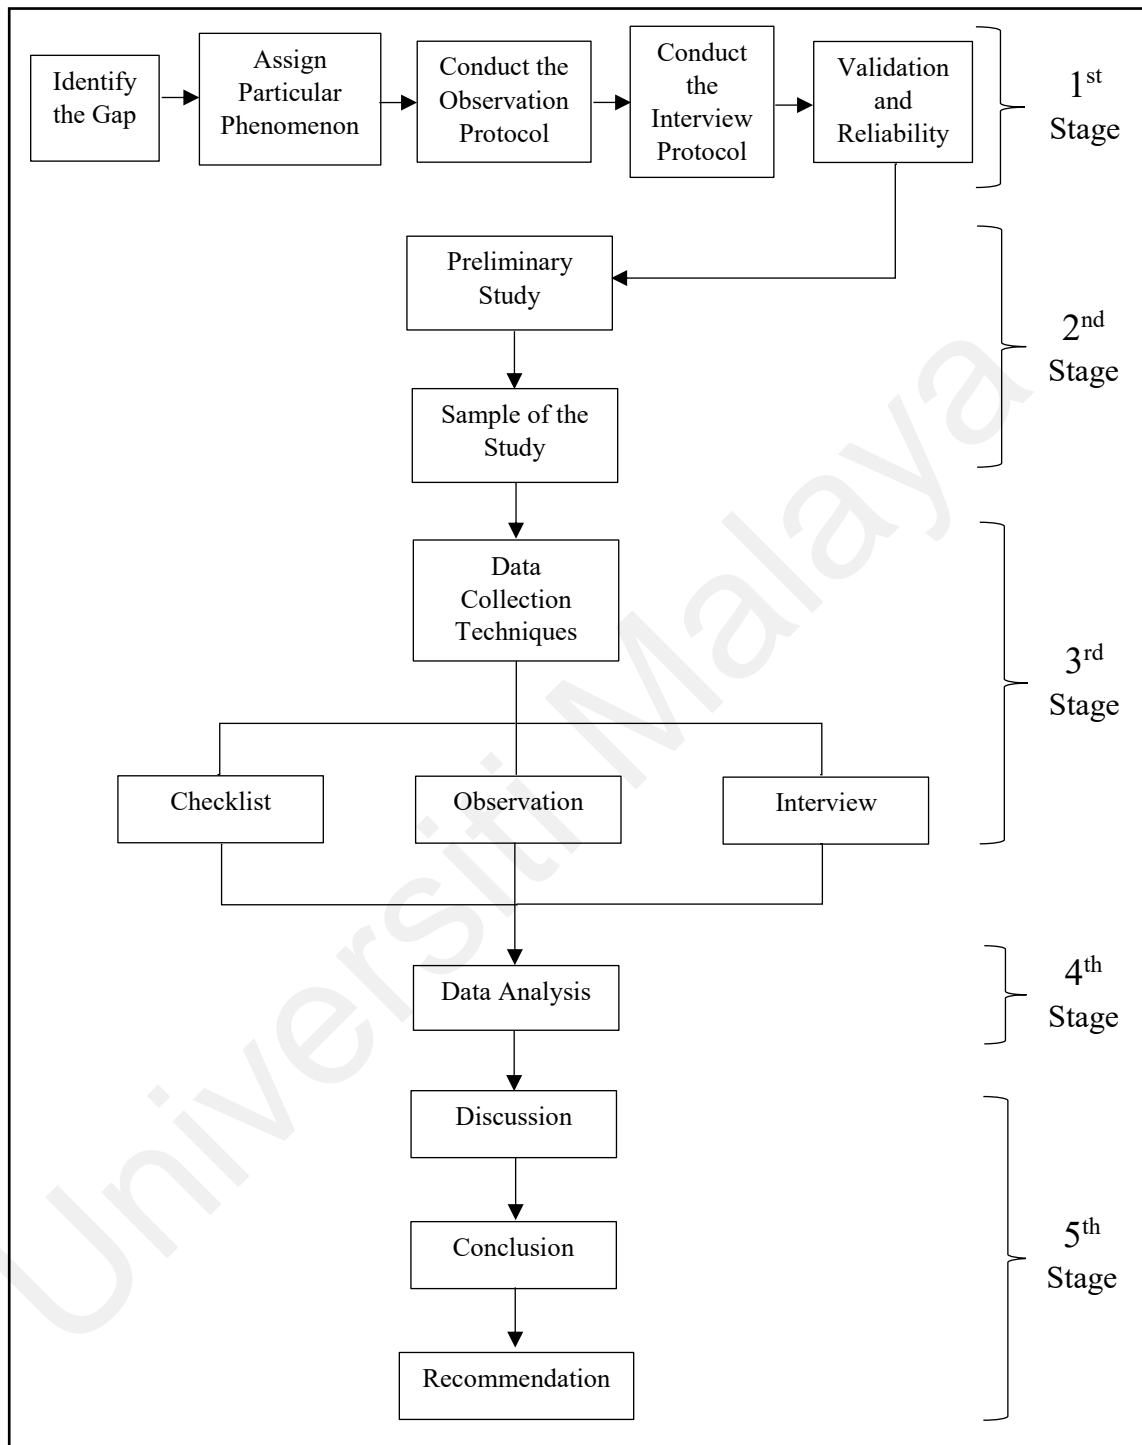 Identify
the Gap
Assign
Particular
Phenomenon
Conduct the
Observation
Protocol
Conduct
the
Interview
Protocol
Validation
and
Reliability
1st
Stage
Preliminary
Study
2nd
Stage
Sample of the
Study
Data
Collection
Techniques
3rd
Stage
Checklist
Observation
Interview
Data Analysis
4th
Stage
Discussion
Conclusion
5th
Stage
Recommendation
Universiti Malaya